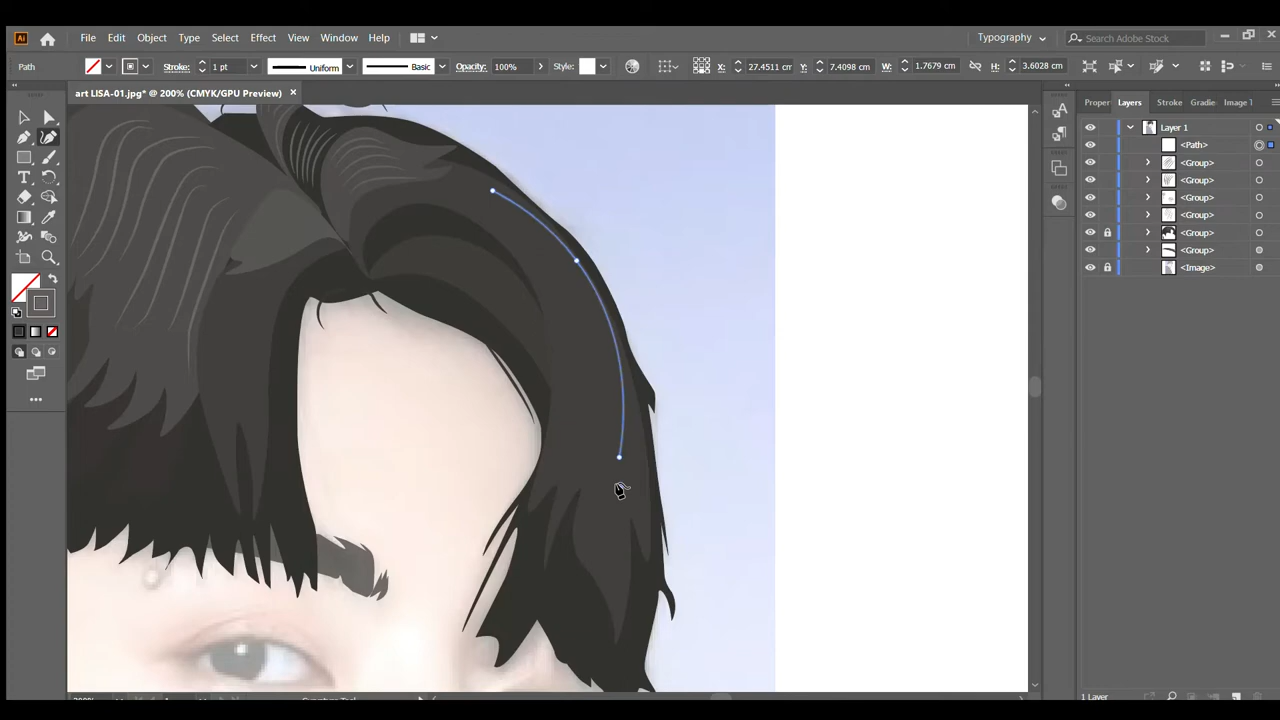 Ai File Edit Object Type Select Effect View Window Help Typography Search Adobe Stock
Path Stroke: 1 pt Uniform Basic Opacity: 100% Style: X: 27.4511 cm Y: 7.4098 cm W: 1.7679 cm H: 3.6028 cm
art LISA-01.jpg* @ 200% (CMYK/GPU Preview) ×
Proper Layers Stroke Gradie Image T
Layer 1
<Path>
<Group>
<Group>
<Group>
<Group>
<Group>
<Group>
<Image>
1 Layer